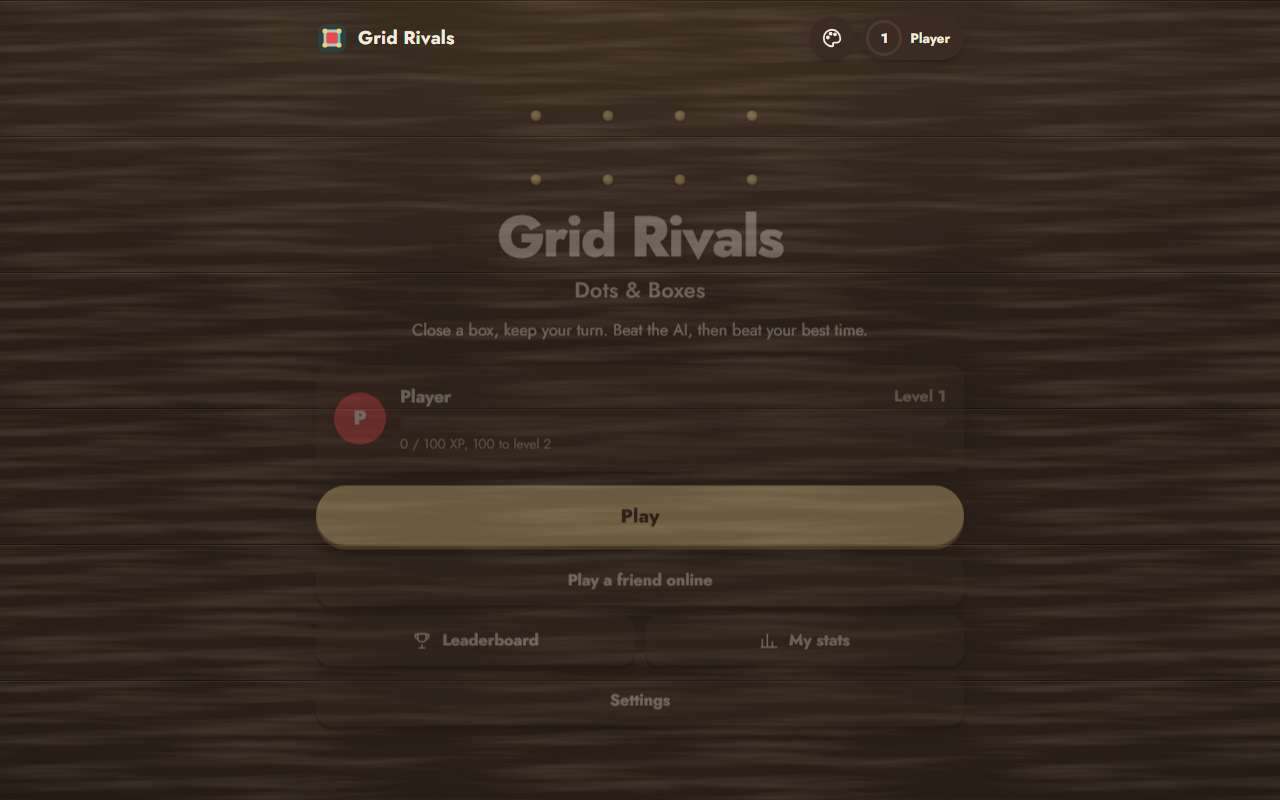 Grid Rivals
1 Player
Grid Rivals
Dots & Boxes
Close a box, keep your turn. Beat the AI, then beat your best time.
P
Player
Level 1
0 / 100 XP, 100 to level 2
Play
Play a friend online
Leaderboard
My stats
Settings